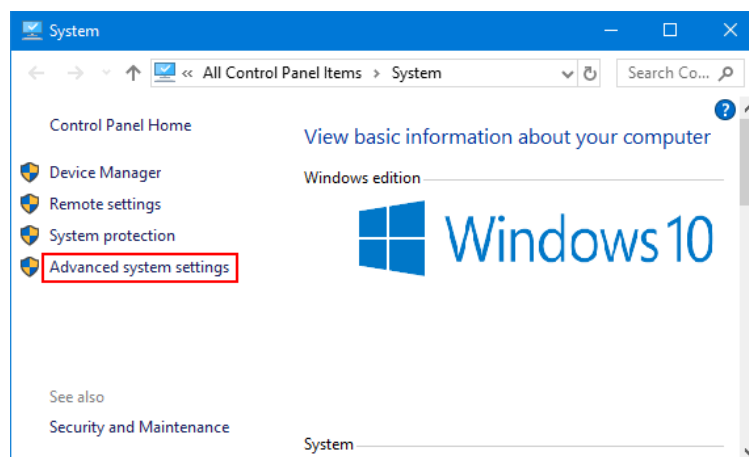 System
« All Control Panel Items > System
Search Co...
?
Control Panel Home
View basic information about your computer
Device Manager
Windows edition
Remote settings
System protection
Advanced system settings
Windows 10
See also
Security and Maintenance
System